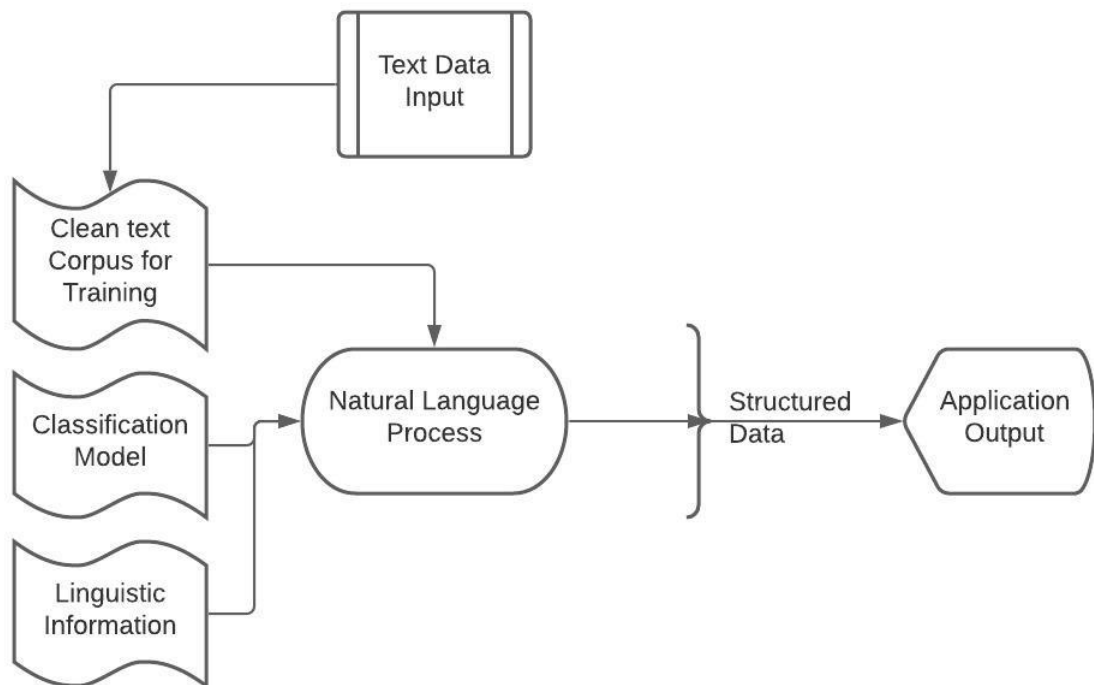 Text Data
Input
Clean text
Corpus for
Training
Classification
Model
Linguistic
Information
Natural Language
Process
Structured
Data
Application
Output